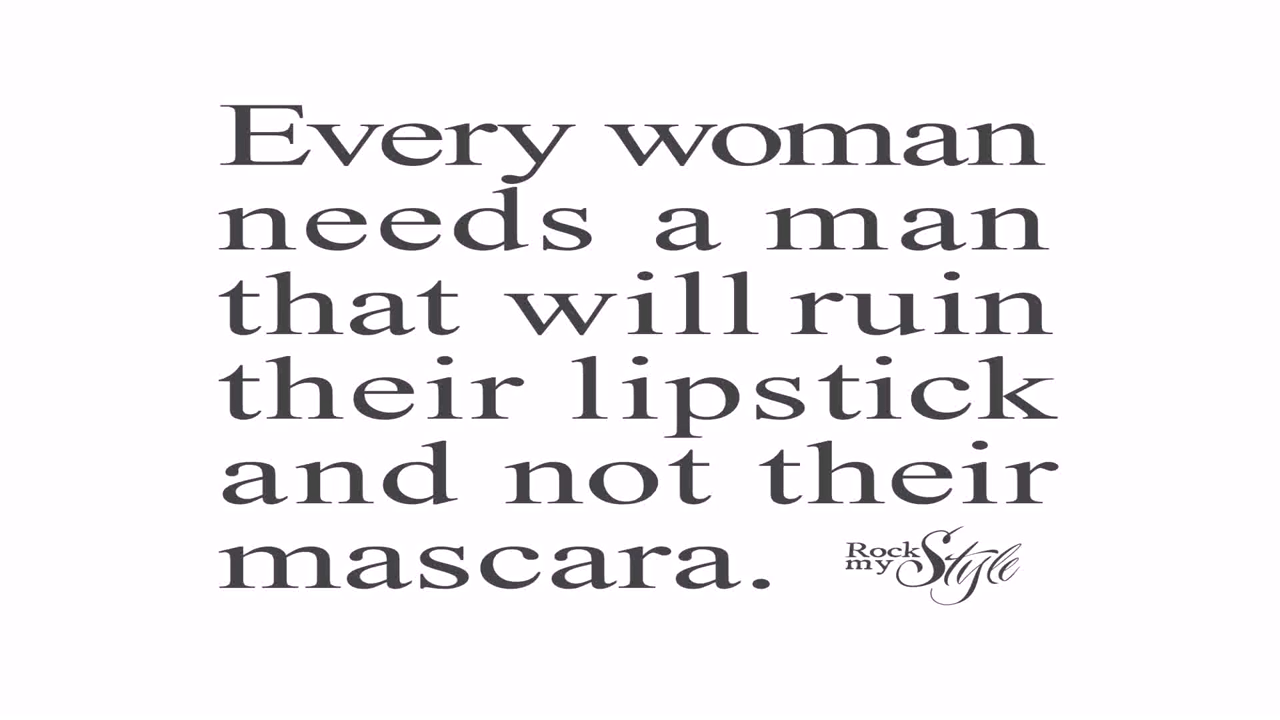 Every woman
needs a man
that will ruin
their lipstick
and not their
mascara.
Rock
my Style